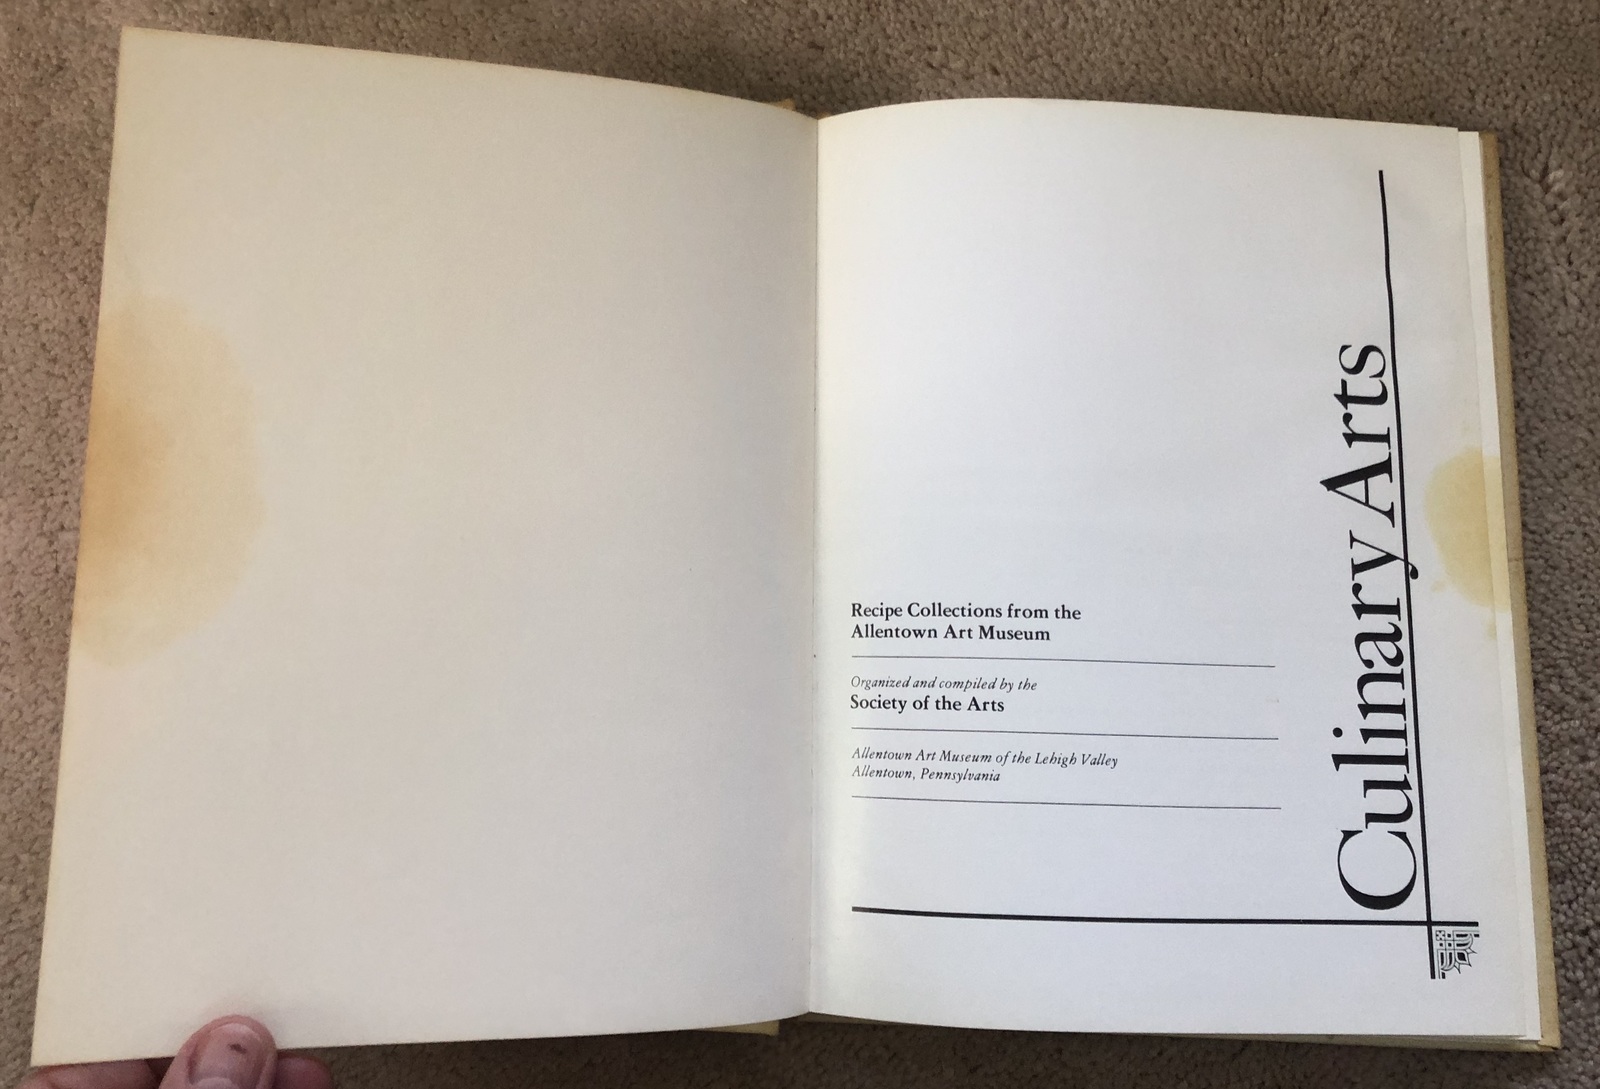 Recipe Collections from the
Allentown Art Museum
Organized and compiled by the
Society of the Arts
Allentown Art Museum of the Lehigh Valley
Allentown, Pennsylvania
Culinary Arts